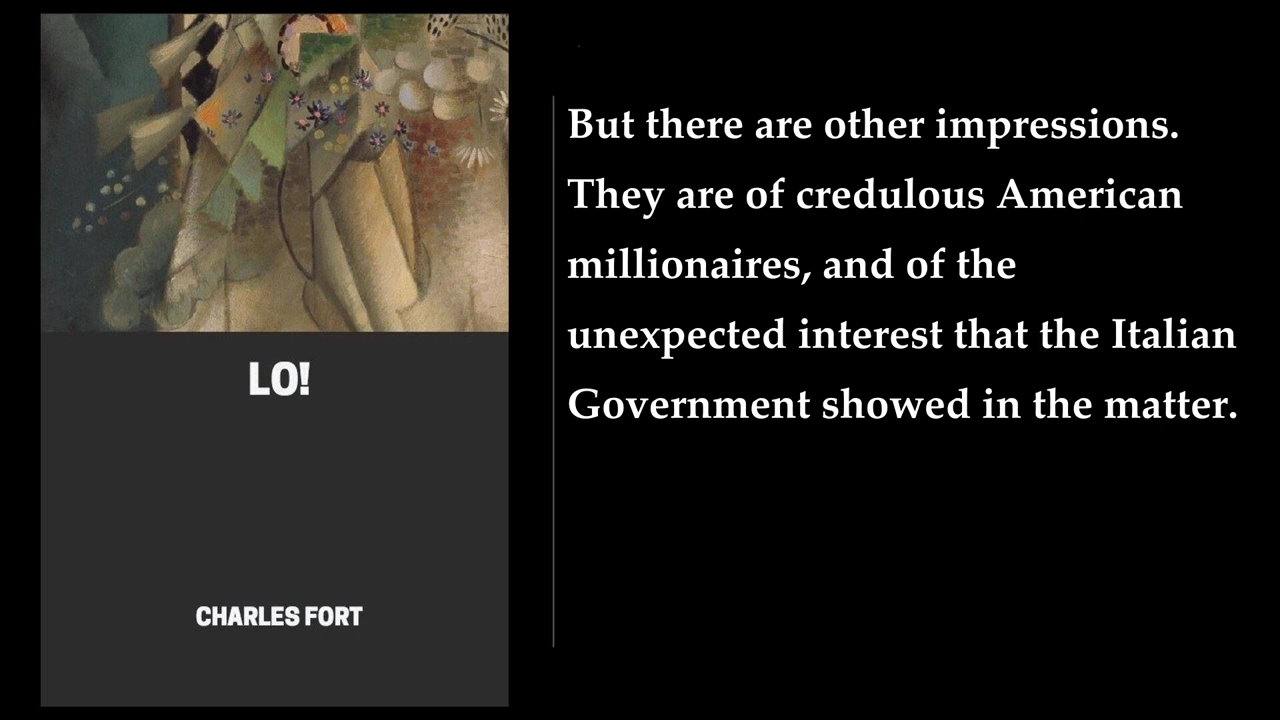 LO!
CHARLES FORT
But there are other impressions.
They are of credulous American
millionaires, and of the
unexpected interest that the Italian
Government showed in the matter.